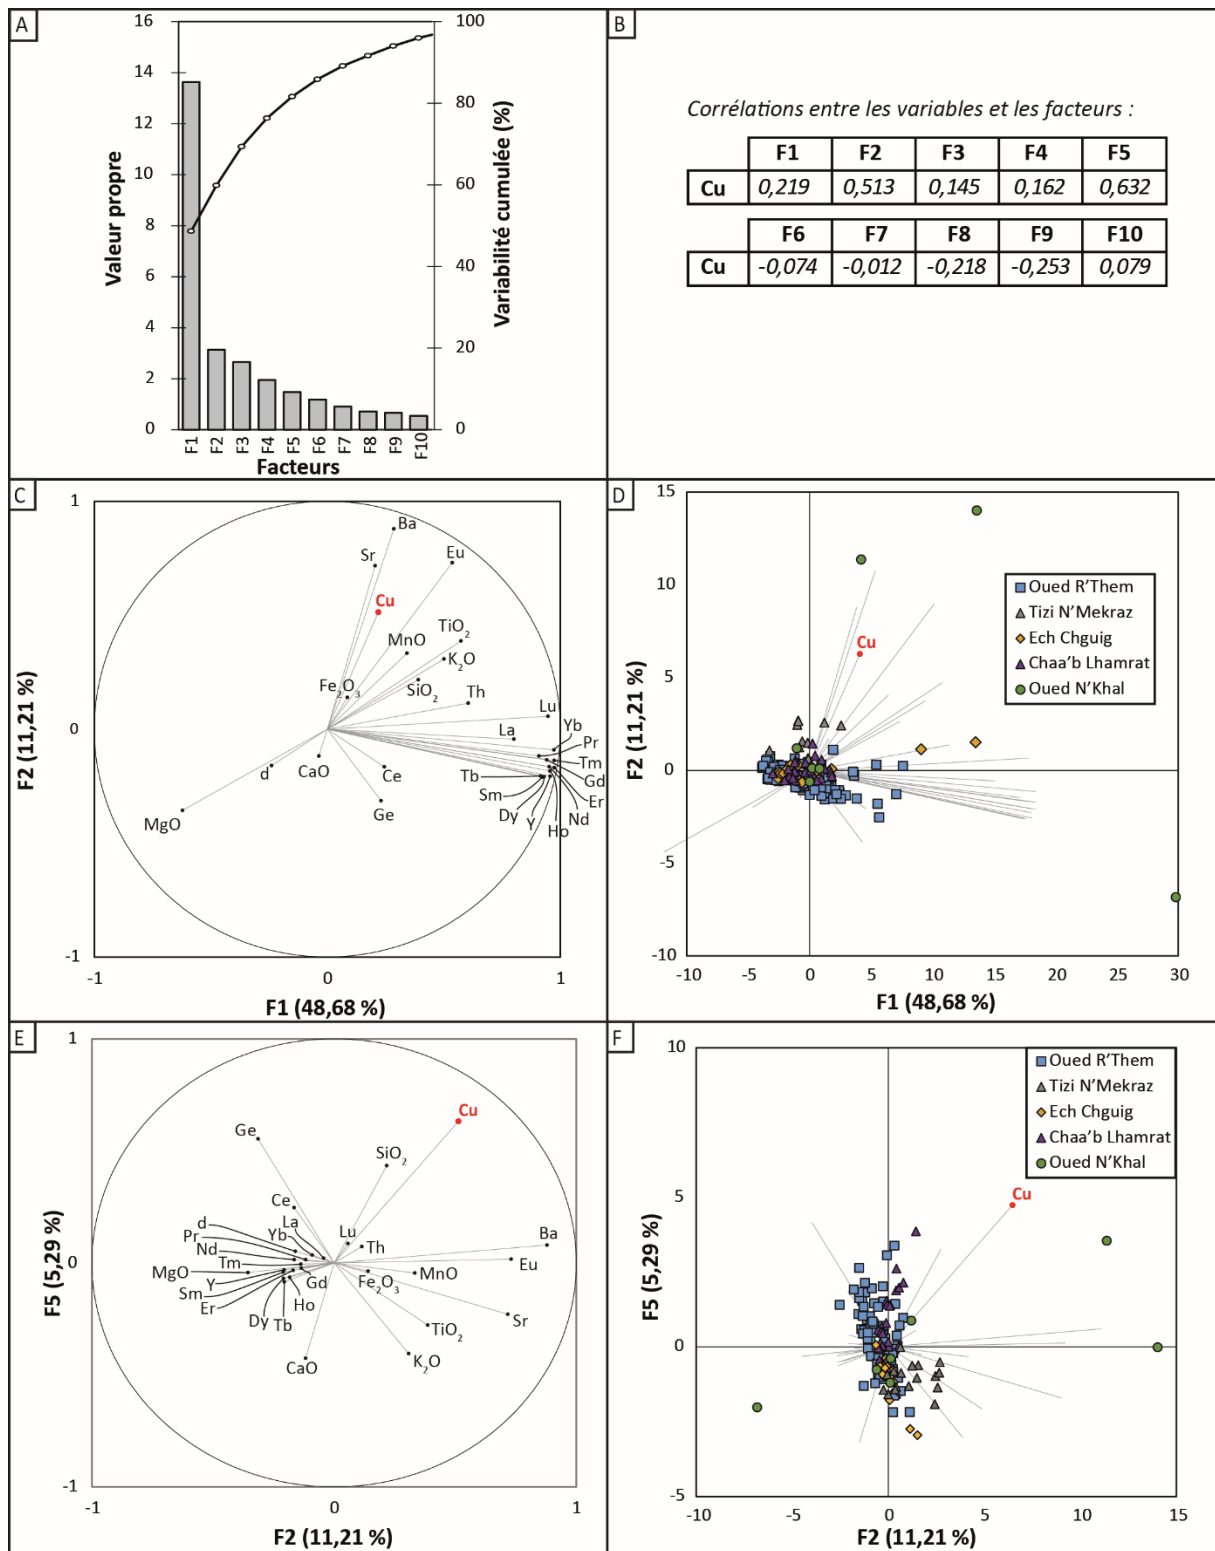 A
16
14
12
10
8
6
4
2
0
Valeur propre
100
80
60
40
20
0
Variabilité cumulée (%)
F1
F2
F3
F4
F5
F6
F7
F8
F9
F10
Facteurs
B
Corrélations entre les variables et les facteurs :
F1 F2 F3 F4 F5
Cu 0,219 0,513 0,145 0,162 0,632
F6 F7 F8 F9 F10
Cu -0,074 -0,012 -0,218 -0,253 0,079
C
1
0
-1
F2 (11,21 %)
Ba
Sr
Eu
Cu
TiO2
MnO
K2O
Fe2O3
SiO2
Th
Lu
La
Yb
Pr
Tm
Gd
Er
Nd
Ho
Y
Dy
Sm
Tb
Ce
Ge
CaO
d
MgO
-1
0
1
F1 (48,68 %)
D
15
10
5
0
-5
-10
F2 (11,21 %)
Oued R'Them
Tizi N'Mekraz
Ech Chguig
Chaa'b Lhamrat
Oued N'Khal
Cu
-10
-5
0
5
10
15
20
25
30
F1 (48,68 %)
E
1
0
-1
F5 (5,29 %)
Cu
Ge
SiO2
Ce
La
Lu
d
Yb
Pr
Th
Nd
Tm
MgO
Y
Gd
Sm
Ho
Er
Dy
Tb
CaO
Ba
Eu
Fe2O3
MnO
Sr
TiO2
K2O
-1
0
1
F2 (11,21 %)
F
10
5
0
-5
F5 (5,29 %)
Oued R'Them
Tizi N'Mekraz
Ech Chguig
Chaa'b Lhamrat
Oued N'Khal
Cu
-5
0
5
10
15
F2 (11,21 %)